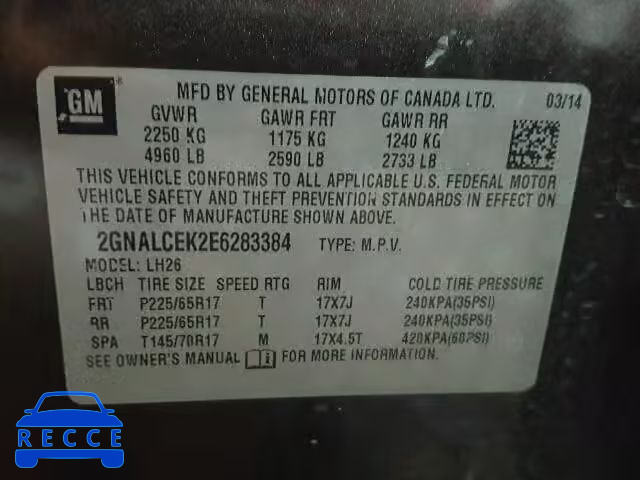 GM
MFD BY GENERAL MOTORS OF CANADA LTD. 03/14
GVWR GAWR FRT GAWR RR
2250 KG 1175 KG 1240 KG
4960 LB 2590 LB 2733 LB
THIS VEHICLE CONFORMS TO ALL APPLICABLE U.S. FEDERAL MOTOR
VEHICLE SAFETY AND THEFT PREVENTION STANDARDS IN EFFECT ON
THE DATE OF MANUFACTURE SHOWN ABOVE.
2GNALCEK2E6283384 TYPE: M.P.V.
MODEL: LH26
LBCH TIRE SIZE SPEED RTG RIM COLD TIRE PRESSURE
FRT P225/65R17 T 17X7J 240KPA(35PSI)
RR P225/65R17 T 17X7J 240KPA(35PSI)
SPA T145/70R17 M 17X4.5T 420KPA(60PSI)
SEE OWNER'S MANUAL FOR MORE INFORMATION.
RECCE